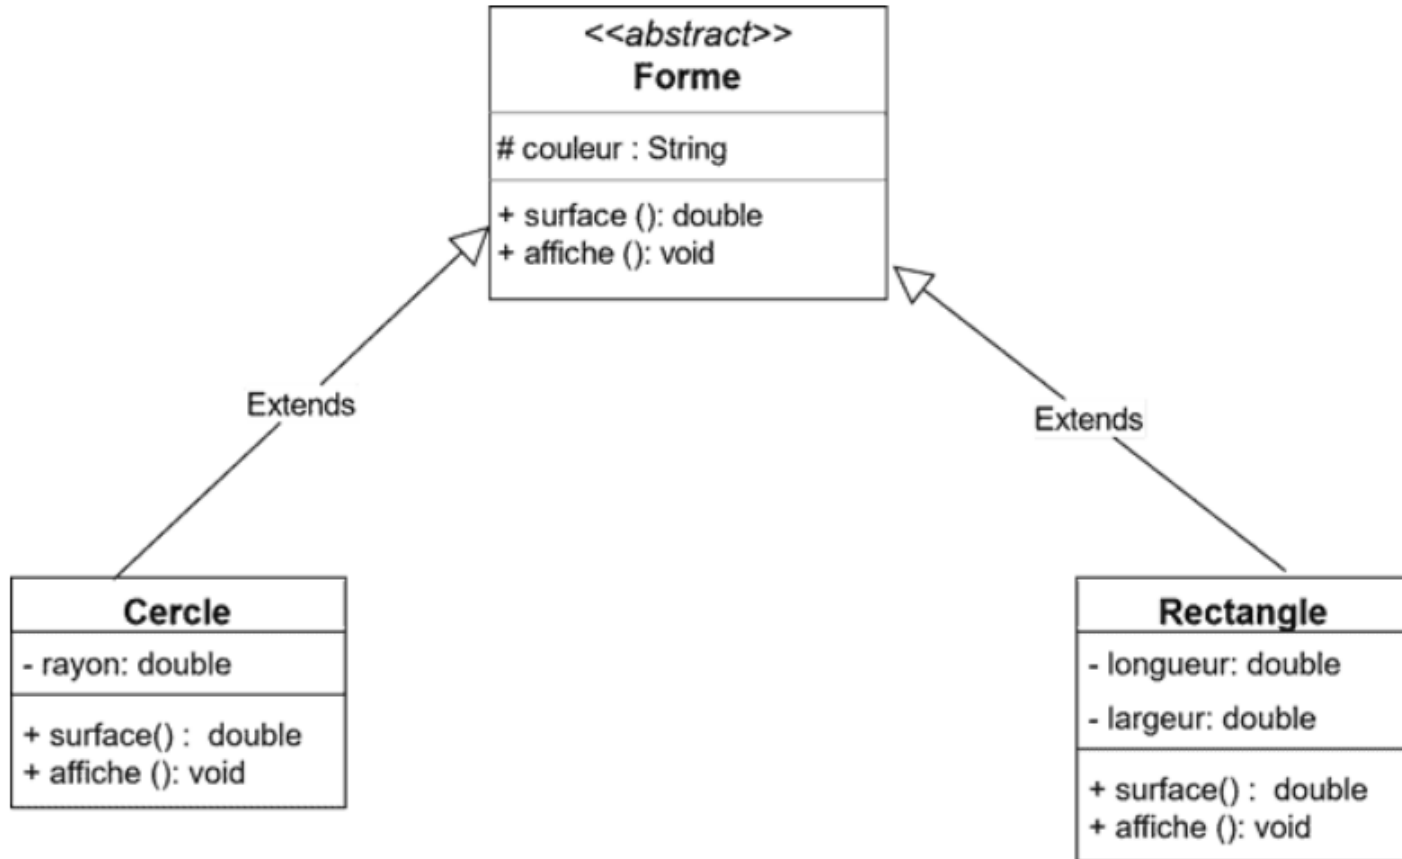 <<abstract>>
Forme
# couleur : String
+ surface (): double
+ affiche (): void
Extends
Extends
Cercle
- rayon: double
+ surface() : double
+ affiche (): void
Rectangle
- longueur: double
- largeur: double
+ surface() : double
+ affiche (): void